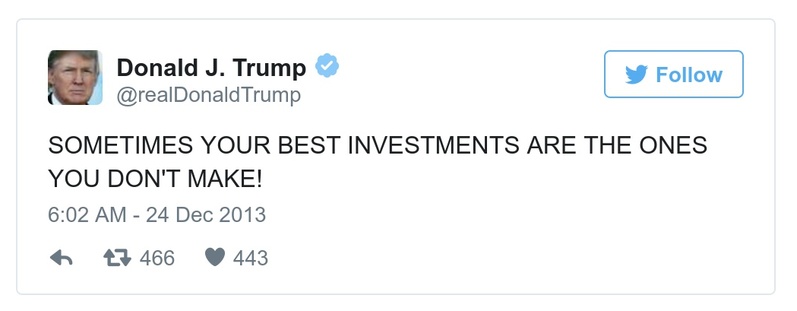 Donald J. Trump
@realDonaldTrump
Follow
SOMETIMES YOUR BEST INVESTMENTS ARE THE ONES
YOU DON'T MAKE!
6:02 AM - 24 Dec 2013
466 443